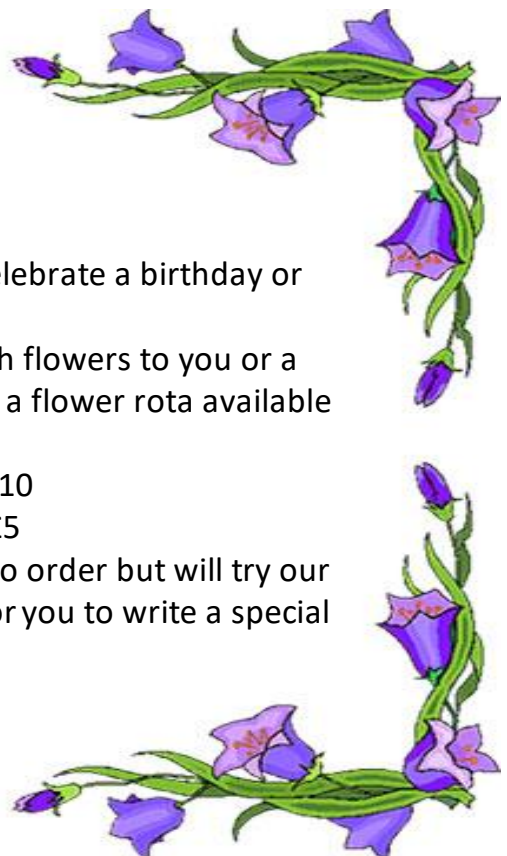 elebrate a birthday or
h flowers to you or a
a flower rota available
10
£5
o order but will try our
or you to write a special